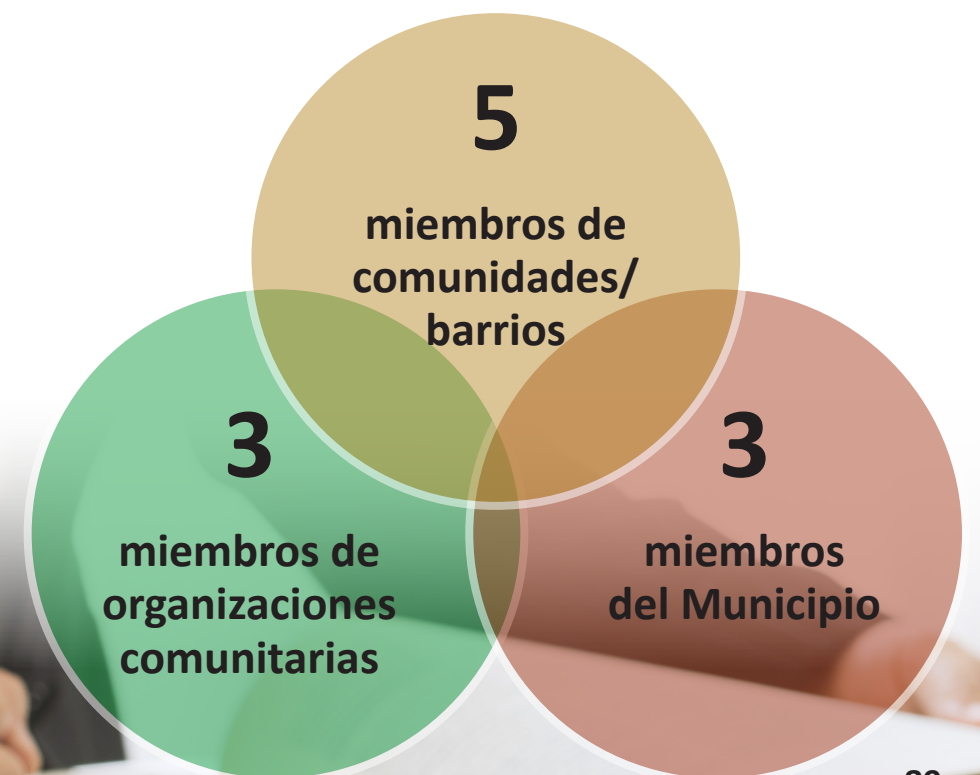 5
miembros de
comunidades/
barrios
3
miembros de
organizaciones
comunitarias
3
miembros
del Municipio